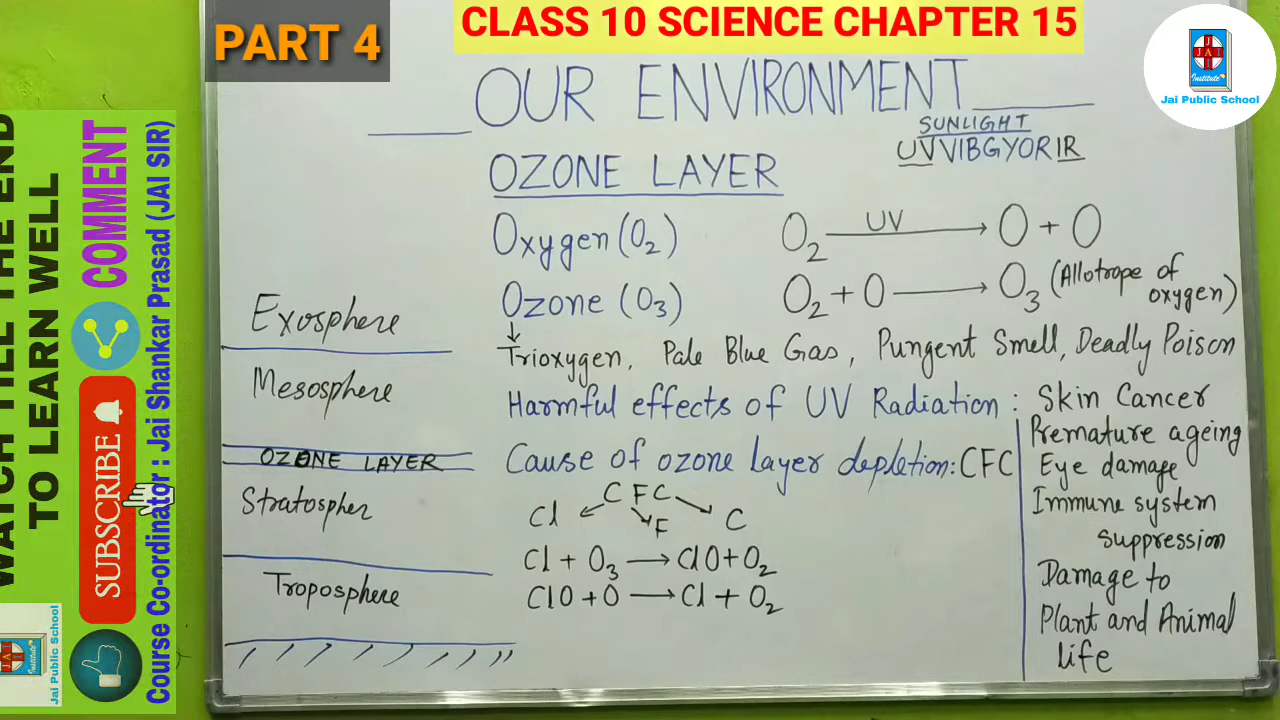 PART 4
CLASS 10 SCIENCE CHAPTER 15
JAI
Institute
Jai Public School
OUR ENVIRONMENT
SUNLIGHT
UVVIBGYORIR
OZONE LAYER
Oxygen (O2)
O2 UV → O + O
Ozone (O3)
O2 + O → O3 (Allotrope of oxygen)
↓
Trioxygen, Pale Blue Gas, Pungent Smell, Deadly Poison
Harmful effects of UV Radiation : Skin Cancer
Premature ageing
Eye damage
Immune system
suppression
Damage to
Plant and Animal
life
Cause of ozone layer depletion: CFC
CFC
Cl F C
Cl + O3 → ClO + O2
ClO + O → Cl + O2
Exosphere
Mesosphere
OZONE LAYER
Stratospher
Troposphere
WATCH TILL THE END
TO LEARN WELL
COMMENT
SUBSCRIBE
Course Co-ordinator : Jai Shankar Prasad (JAI SIR)
JAI
Institute
Jai Public School